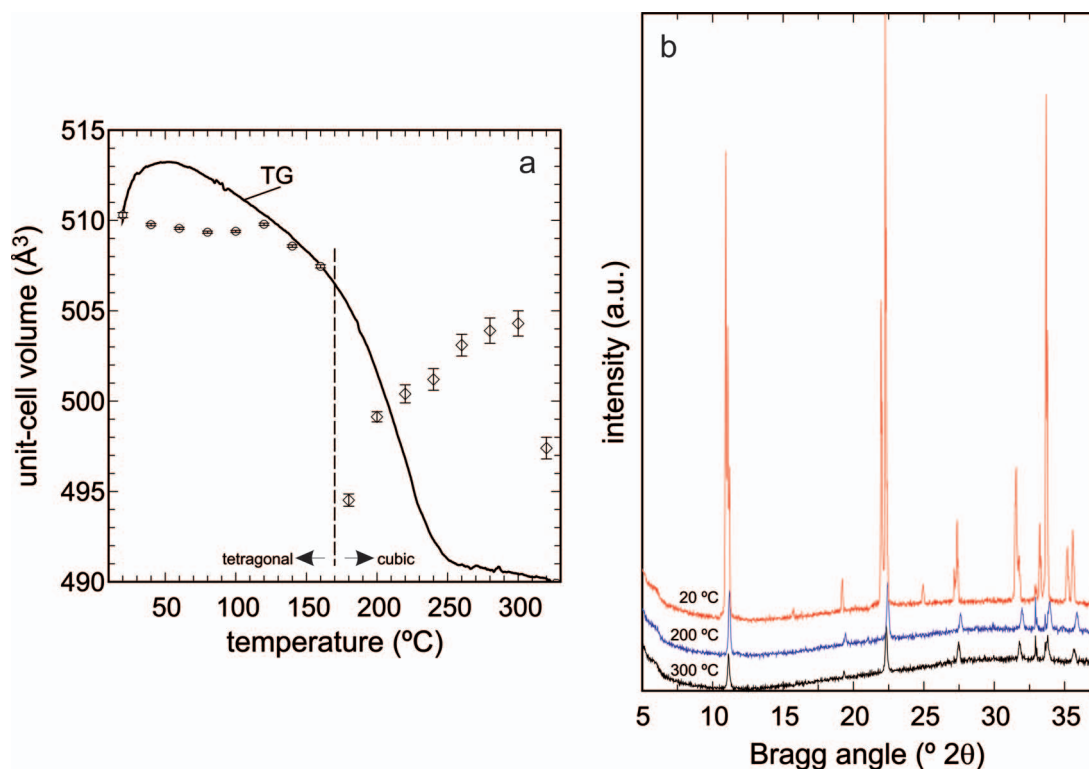 a
515
510
505
500
495
490
unit-cell volume (Å³)
TG
tetragonal
cubic
50 100 150 200 250 300
temperature (ºC)
b
intensity (a.u.)
20 ºC
200 ºC
300 ºC
5 10 15 20 25 30 35
Bragg angle (º 2θ)